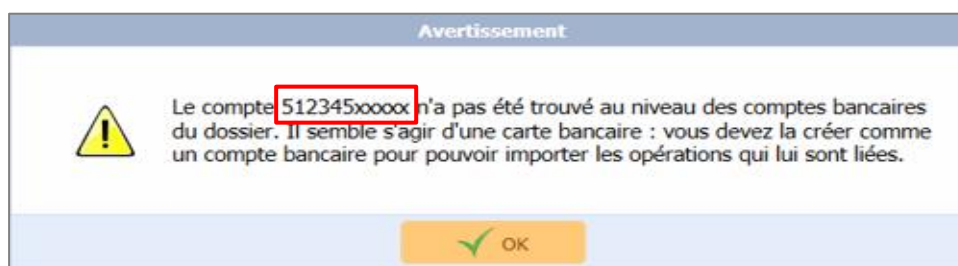 Avertissement
Le compte 512345xxxxx n'a pas été trouvé au niveau des comptes bancaires
du dossier. Il semble s'agir d'une carte bancaire : vous devez la créer comme
un compte bancaire pour pouvoir importer les opérations qui lui sont liées.
OK